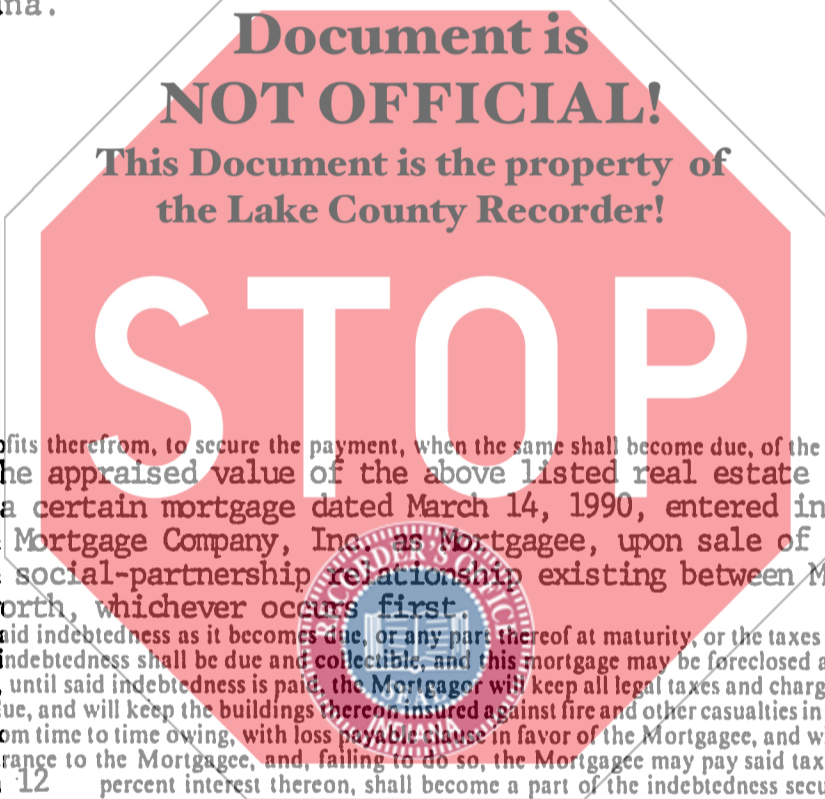 na.
Document is
NOT OFFICIAL!
This Document is the property of
the Lake County Recorder!
STOP
ofits therefrom, to secure the payment, when the same shall become due, of the
he appraised value of the above listed real estate
a certain mortgage dated March 14, 1990, entered in
Mortgage Company, Inc. as Mortgagee, upon sale of
social-partnership relationship existing between M
orth, whichever occurs first
aid indebtedness as it becomes due, or any part thereof at maturity, or the taxes
indebtedness shall be due and collectible, and this mortgage may be foreclosed a
, until said indebtedness is paid, the Mortgagor will keep all legal taxes and charg
ue, and will keep the buildings thereon insured against fire and other casualties in
om time to time owing, with loss payable clause in favor of the Mortgagee, and w
rance to the Mortgagee, and, failing to do so, the Mortgagee may pay said tax
12 percent interest thereon, shall become a part of the indebtedness secu
RECORDER'S OFFICE
INDIANA